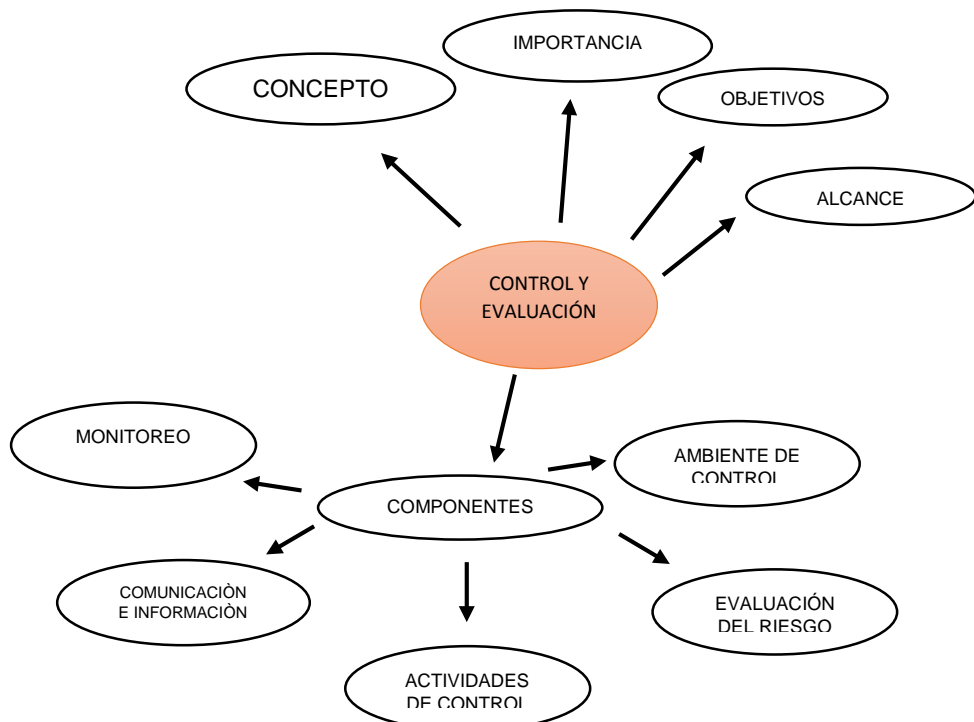 IMPORTANCIA
CONCEPTO
OBJETIVOS
ALCANCE
CONTROL Y
EVALUACIÓN
MONITOREO
AMBIENTE DE
CONTROL
COMPONENTES
COMUNICACIÒN
E INFORMACIÒN
EVALUACIÓN
DEL RIESGO
ACTIVIDADES
DE CONTROL